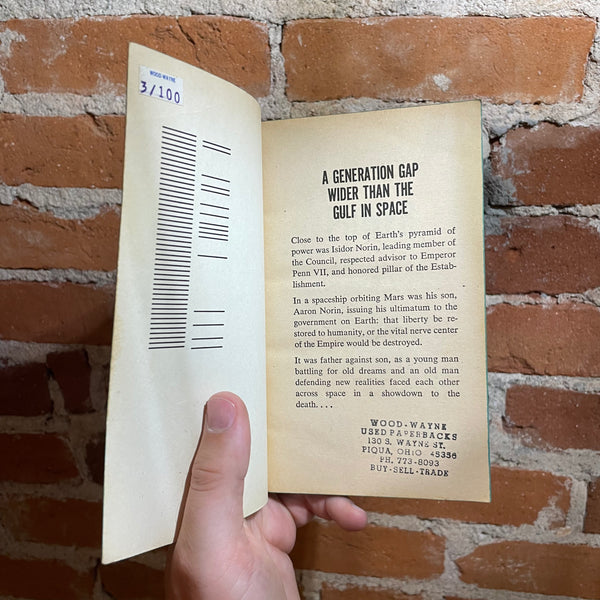 WOOD-WAYNE
3/100
A GENERATION GAP
WIDER THAN THE
GULF IN SPACE
Close to the top of Earth's pyramid of
power was Isidor Norin, leading member of
the Council, respected advisor to Emperor
Penn VII, and honored pillar of the Estab-
lishment.
In a spaceship orbiting Mars was his son,
Aaron Norin, issuing his ultimatum to the
government on Earth: that liberty be re-
stored to humanity, or the vital nerve center
of the Empire would be destroyed.
It was father against son, as a young man
battling for old dreams and an old man
defending new realities faced each other
across space in a showdown to the
death. . . .
WOOD-WAYNE
USED PAPERBACKS
130 S. WAYNE ST.
PIQUA, OHIO 45356
PH. 773-8093
BUY-SELL-TRADE